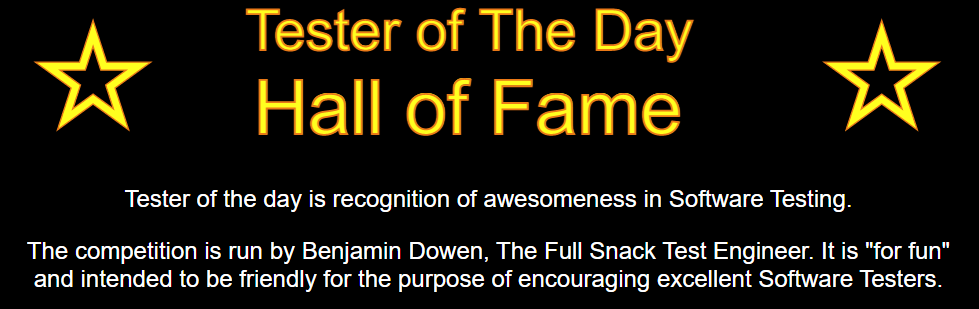 Tester of The Day
Hall of Fame
Tester of the day is recognition of awesomeness in Software Testing.
The competition is run by Benjamin Dowen, The Full Snack Test Engineer. It is "for fun"
and intended to be friendly for the purpose of encouraging excellent Software Testers.